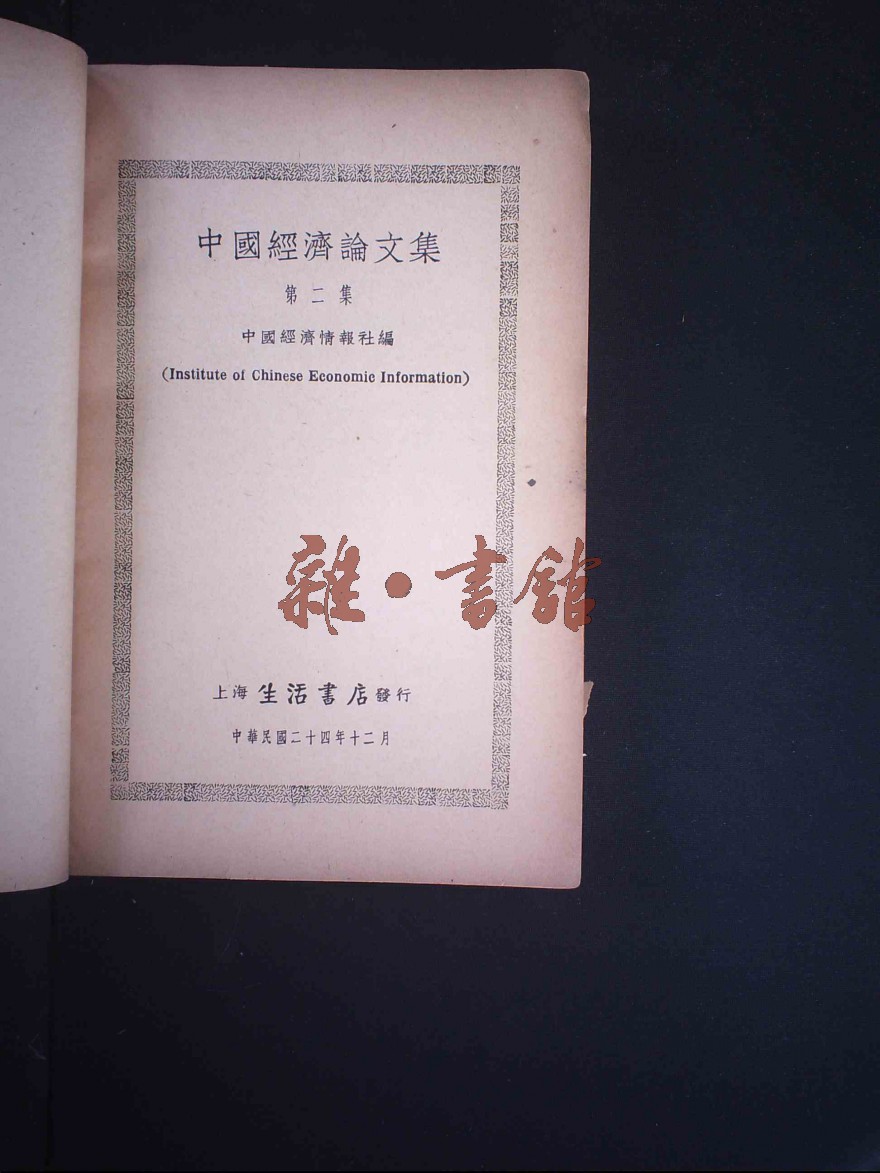 中國經濟論文集
第二集
中國經濟情報社編
(Institute of Chinese Economic Information)
雜·書館
上海 生活書店發行
中華民國二十四年十二月